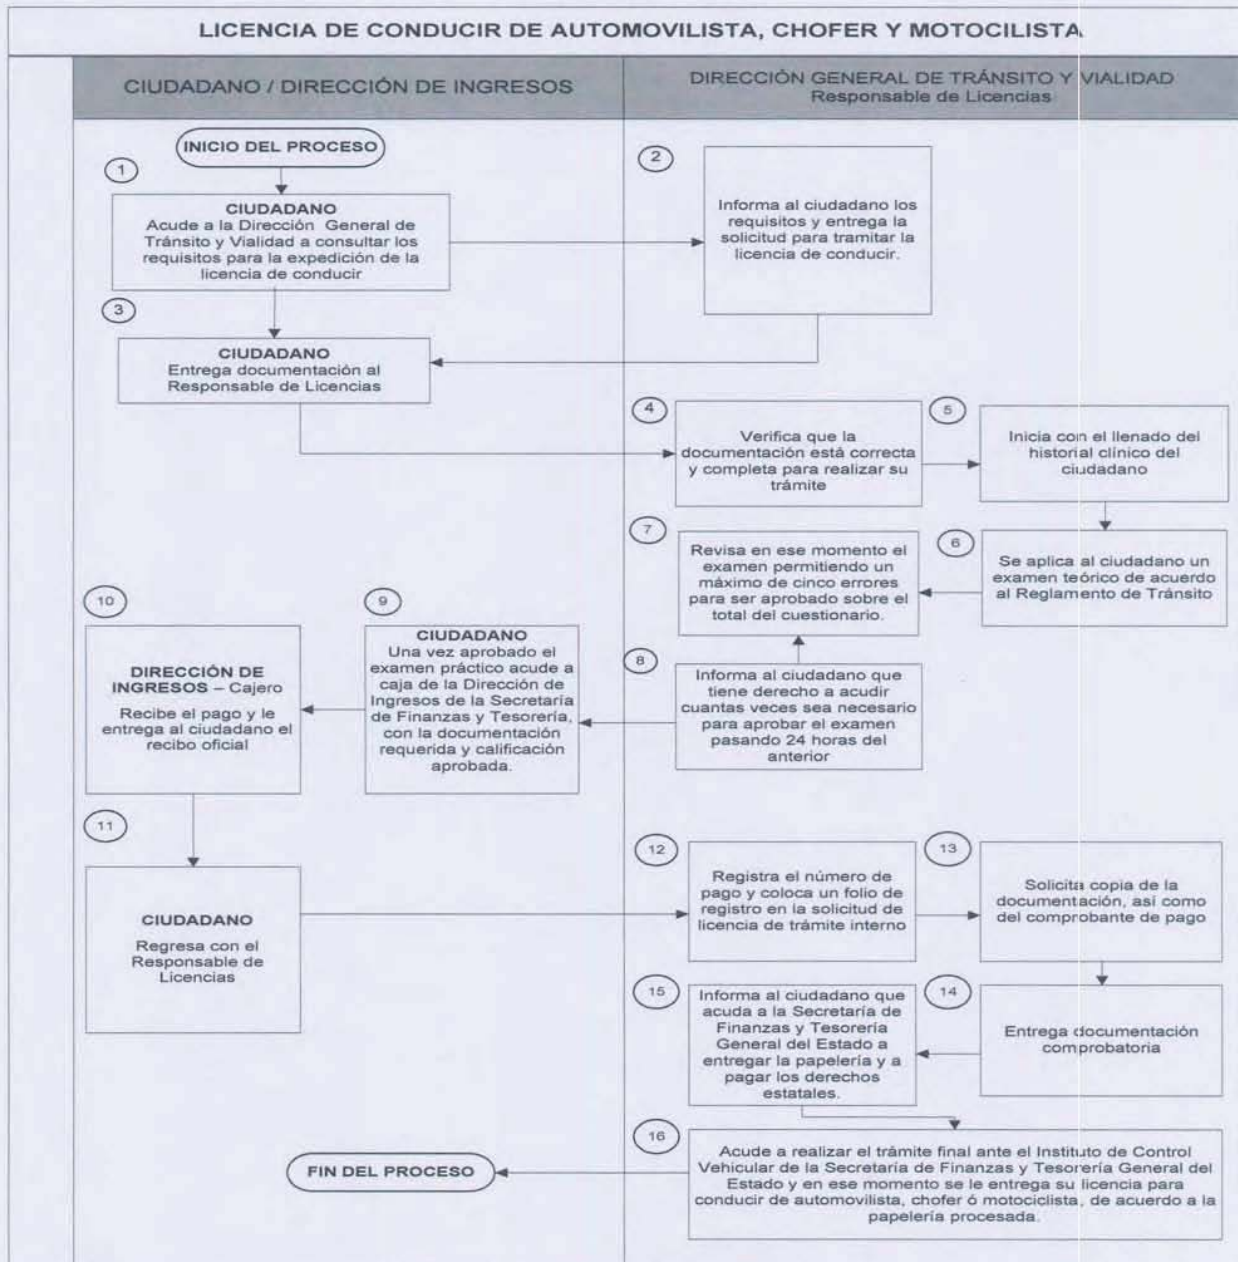 LICENCIA DE CONDUCIR DE AUTOMOVILISTA, CHOFER Y MOTOCILISTA
CIUDADANO / DIRECCIÓN DE INGRESOS
DIRECCIÓN GENERAL DE TRÁNSITO Y VIALIDAD
Responsable de Licencias
INICIO DEL PROCESO
1
CIUDADANO
Acude a la Dirección General de
Tránsito y Vialidad a consultar los
requisitos para la expedición de la
licencia de conducir
2
Informa al ciudadano los
requisitos y entrega la
solicitud para tramitar la
licencia de conducir.
3
CIUDADANO
Entrega documentación al
Responsable de Licencias
4
Verifica que la
documentación está correcta
y completa para realizar su
trámite
5
Inicia con el llenado del
historial clínico del
ciudadano
6
Se aplica al ciudadano un
examen teórico de acuerdo
al Reglamento de Tránsito
7
Revisa en ese momento el
examen permitiendo un
máximo de cinco errores
para ser aprobado sobre el
total del cuestionario.
8
Informa al ciudadano que
tiene derecho a acudir
cuantas veces sea necesario
para aprobar el examen
pasando 24 horas del
anterior
9
CIUDADANO
Una vez aprobado el
examen práctico acude a
caja de la Dirección de
Ingresos de la Secretaría
de Finanzas y Tesorería,
con la documentación
requerida y calificación
aprobada.
10
DIRECCIÓN DE
INGRESOS – Cajero
Recibe el pago y le
entrega al ciudadano el
recibo oficial
11
CIUDADANO
Regresa con el
Responsable de
Licencias
12
Registra el número de
pago y coloca un folio de
registro en la solicitud de
licencia de trámite interno
13
Solicita copia de la
documentación, así como
del comprobante de pago
14
Entrega documentación
comprobatoria
15
Informa al ciudadano que
acuda a la Secretaría de
Finanzas y Tesorería
General del Estado a
entregar la papelería y a
pagar los derechos
estatales.
16
Acude a realizar el trámite final ante el Instituto de Control
Vehicular de la Secretaría de Finanzas y Tesorería General del
Estado y en ese momento se le entrega su licencia para
conducir de automovilista, chofer ó motociclista, de acuerdo a la
papelería procesada.
FIN DEL PROCESO